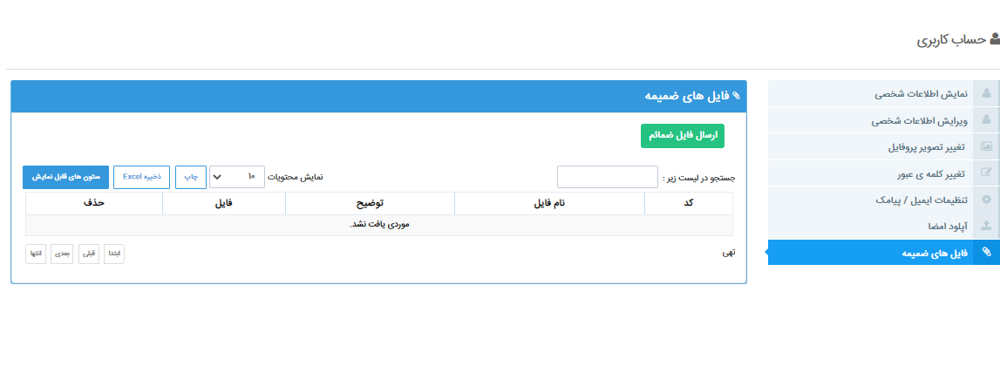 حساب کاربری
نمایش اطلاعات شخصی
ویرایش اطلاعات شخصی
تغییر تصویر پروفایل
تغییر کلمه ی عبور
تنظیمات ایمیل / پیامک
آپلود امضا
فایل های ضمیمه
فایل های ضمیمه
ارسال فایل ضمائم
جستجو در لیست زیر : نمایش محتویات ۱۰ چاپ ذخیره Excel ستون های قابل نمایش
کد نام فایل توضیح فایل حذف
موردی یافت نشد.
تهی ابتدا قبلی بعدی انتها